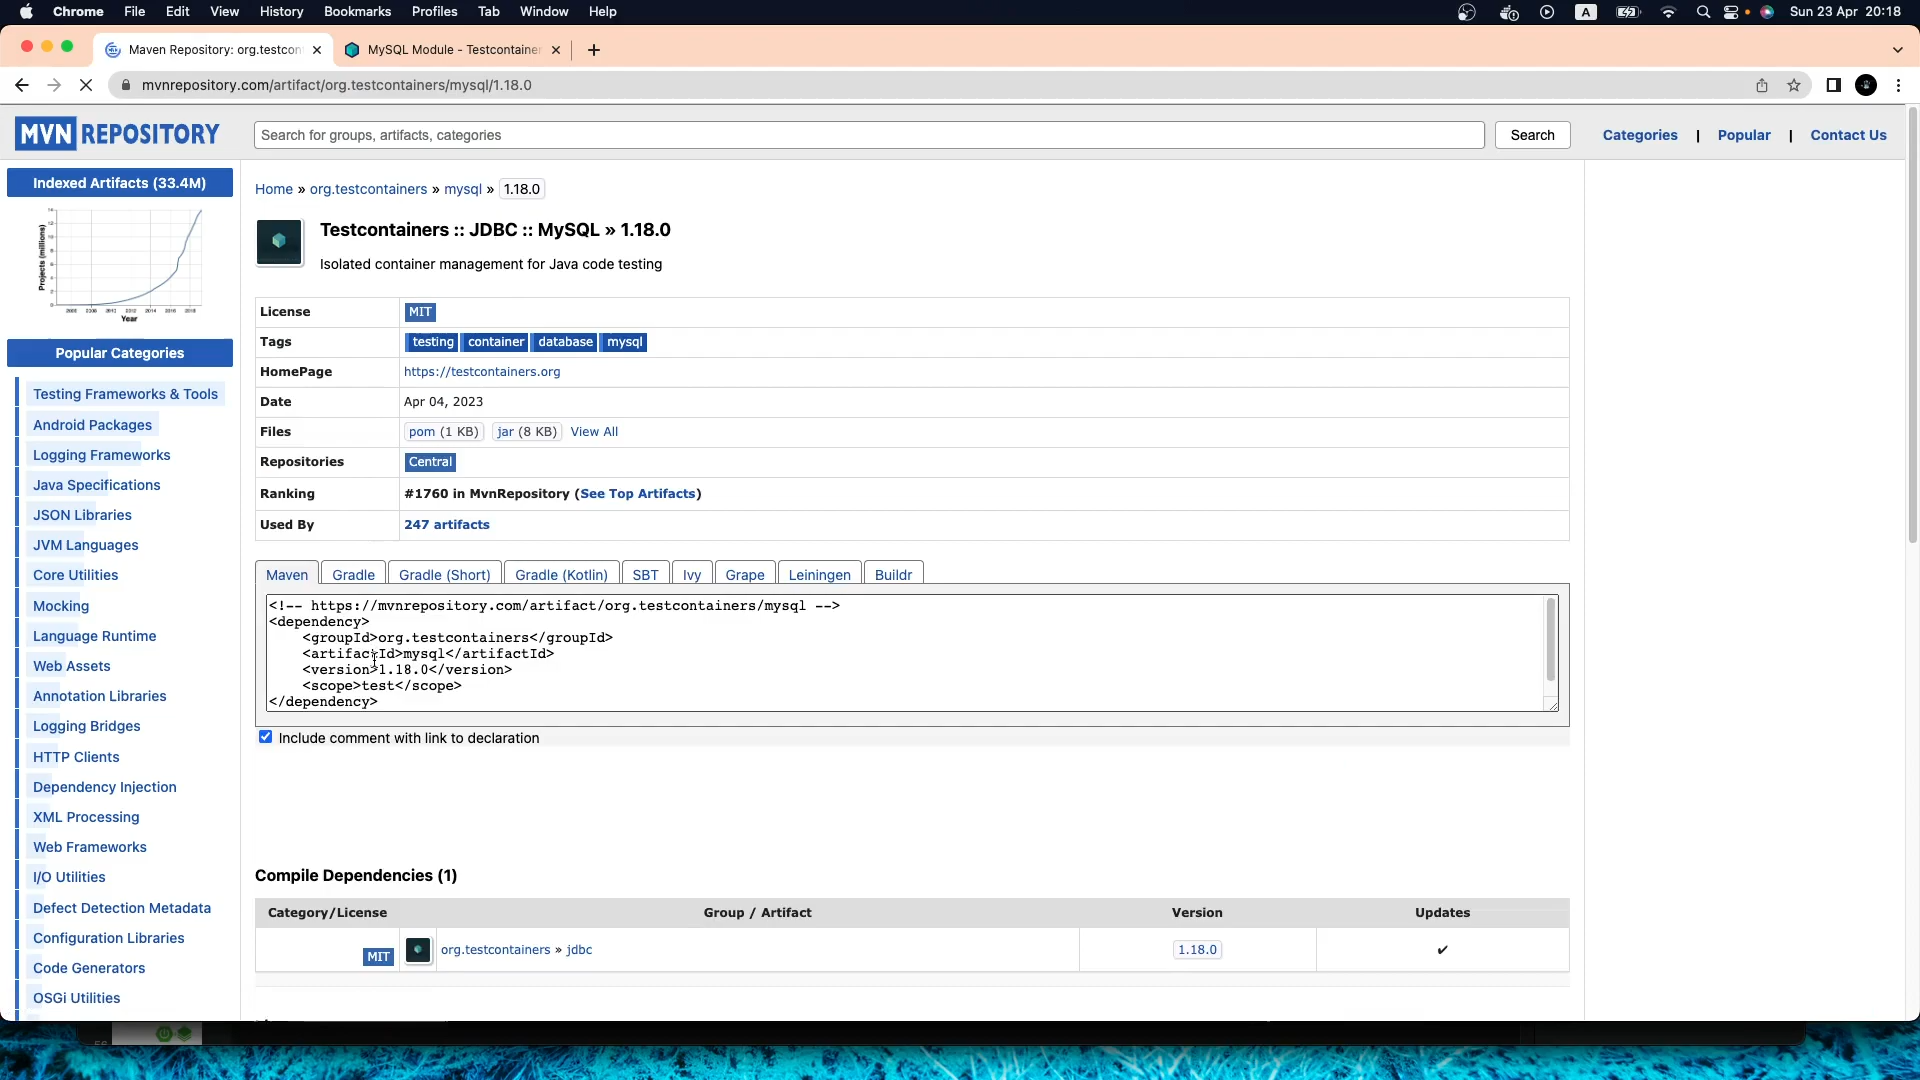 Chrome File Edit View History Bookmarks Profiles Tab Window Help A Sun 23 Apr 20:18
Maven Repository: org.testcon MySQL Module - Testcontainer
mvnrepository.com/artifact/org.testcontainers/mysql/1.18.0
MVN REPOSITORY Search for groups, artifacts, categories Search Categories | Popular | Contact Us
Indexed Artifacts (33.4M)
Projects (millions)
Year
Popular Categories
Testing Frameworks & Tools
Android Packages
Logging Frameworks
Java Specifications
JSON Libraries
JVM Languages
Core Utilities
Mocking
Language Runtime
Web Assets
Annotation Libraries
Logging Bridges
HTTP Clients
Dependency Injection
XML Processing
Web Frameworks
I/O Utilities
Defect Detection Metadata
Configuration Libraries
Code Generators
OSGi Utilities
Home » org.testcontainers » mysql » 1.18.0
Testcontainers :: JDBC :: MySQL » 1.18.0
Isolated container management for Java code testing
License MIT
Tags testing container database mysql
HomePage https://testcontainers.org
Date Apr 04, 2023
Files pom (1 KB) jar (8 KB) View All
Repositories Central
Ranking #1760 in MvnRepository (See Top Artifacts)
Used By 247 artifacts
Maven Gradle Gradle (Short) Gradle (Kotlin) SBT Ivy Grape Leiningen Buildr
<!-- https://mvnrepository.com/artifact/org.testcontainers/mysql -->
<dependency>
<groupId>org.testcontainers</groupId>
<artifactId>mysql</artifactId>
<version>1.18.0</version>
<scope>test</scope>
</dependency>
Include comment with link to declaration
Compile Dependencies (1)
Category/License Group / Artifact Version Updates
MIT org.testcontainers » jdbc 1.18.0 ✔